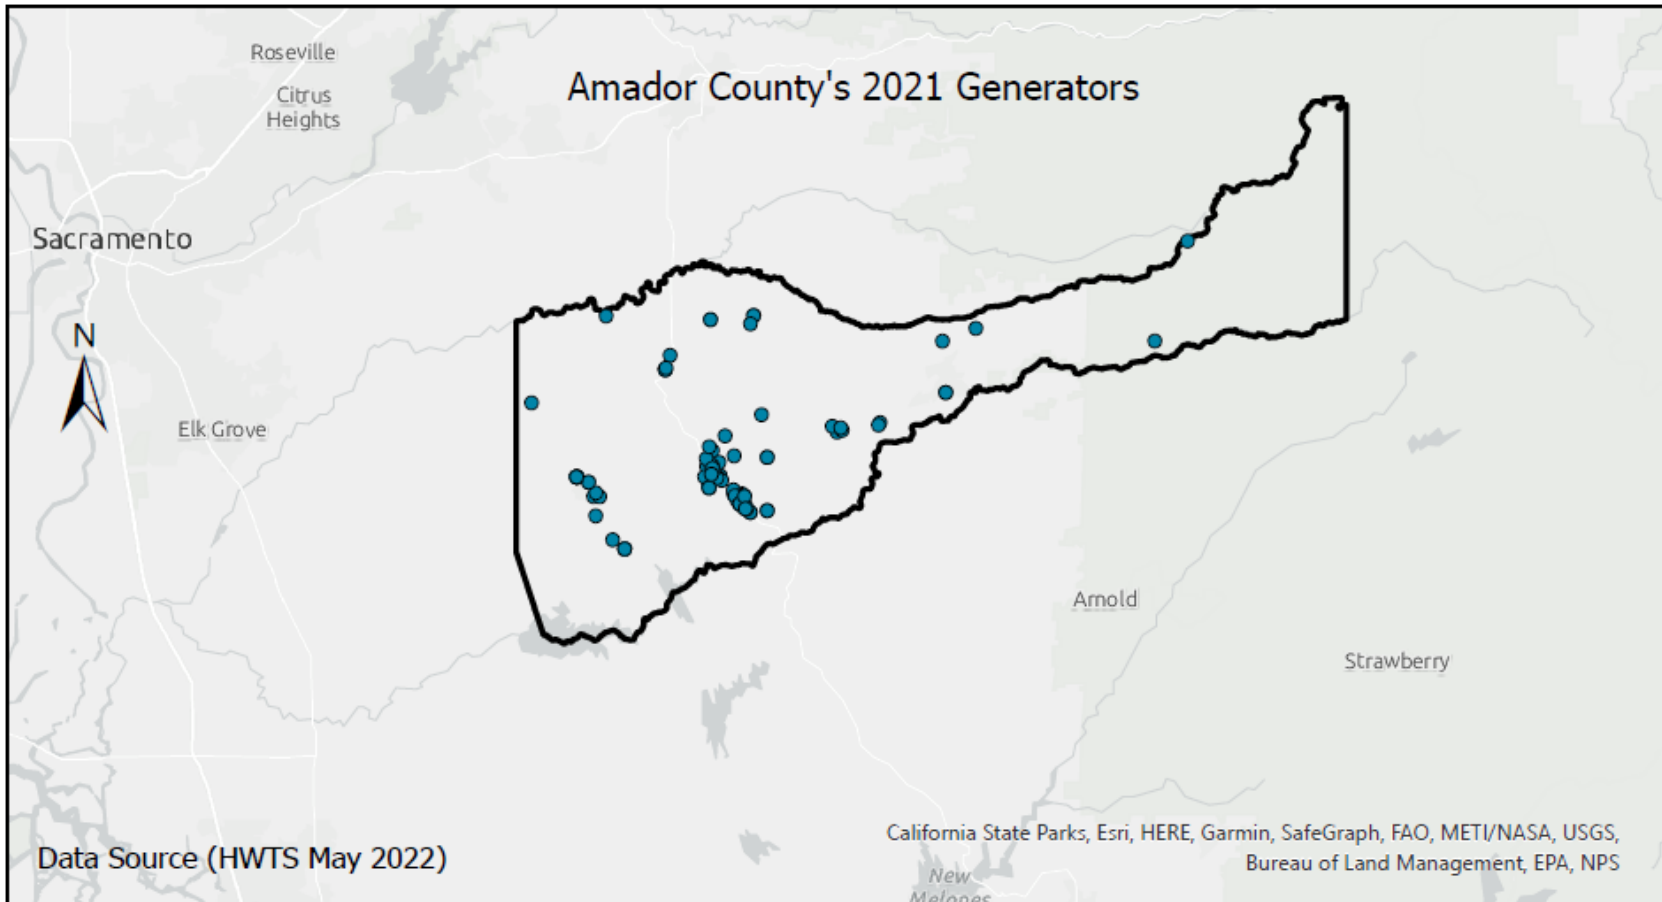 Roseville
Citrus
Heights
Amador County's 2021 Generators
Sacramento
N
Elk Grove
Arnold
Strawberry
California State Parks, Esri, HERE, Garmin, SafeGraph, FAO, METI/NASA, USGS,
Bureau of Land Management, EPA, NPS
Data Source (HWTS May 2022)
New
Melones